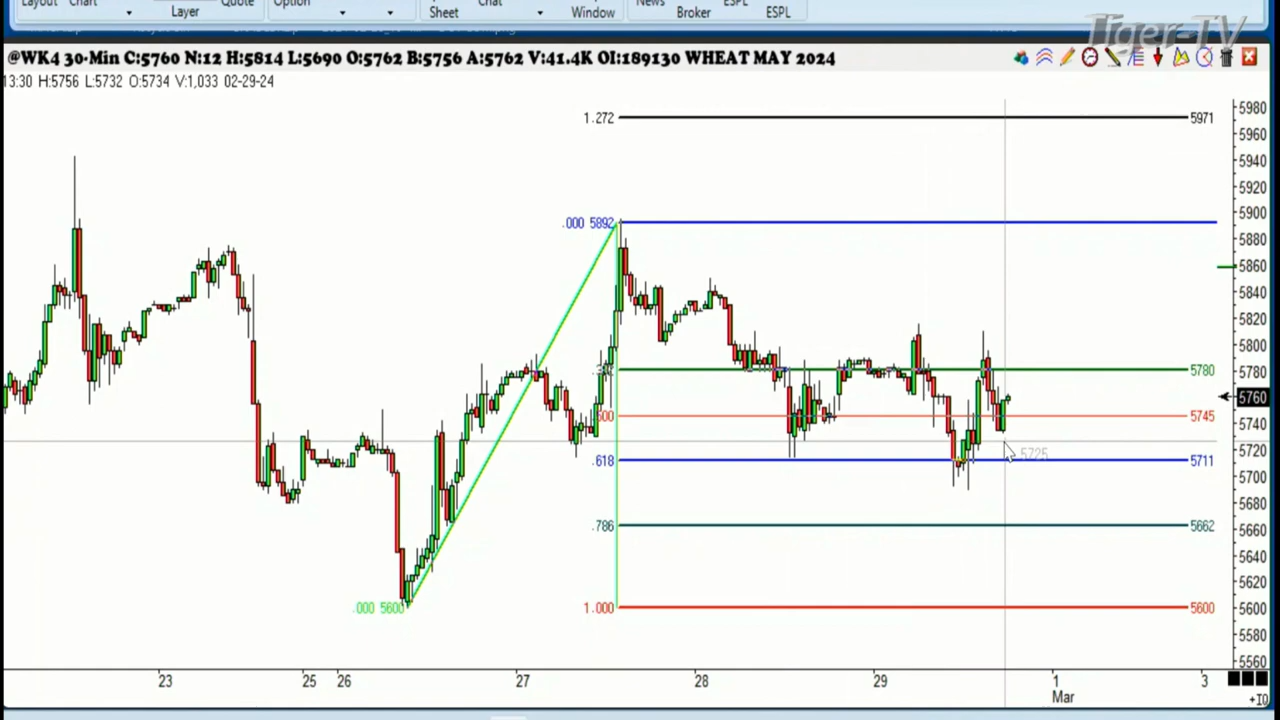 Layout Chart Layer Quote Option Sheet Chat Window News Broker ESPL ESPL
Tiger-TV
@WK4 30-Min C:5760 N:12 H:5814 L:5690 O:5762 B:5756 A:5762 V:41.4K OI:189130 WHEAT MAY 2024
13:30 H:5756 L:5732 O:5734 V:1,033 02-29-24
5980
1.272 5971
5960
5940
5920
.000 5892 5900
5880
5860
5840
5820
5800
5780 5780
5760
.500 5745
5740
5725
5720
.618 5711
5700
5680
.786 5662 5660
5640
5620
.000 5600 1.000 5600 5600
5580
5560
23 25 26 27 28 29 1 3
Mar
+10